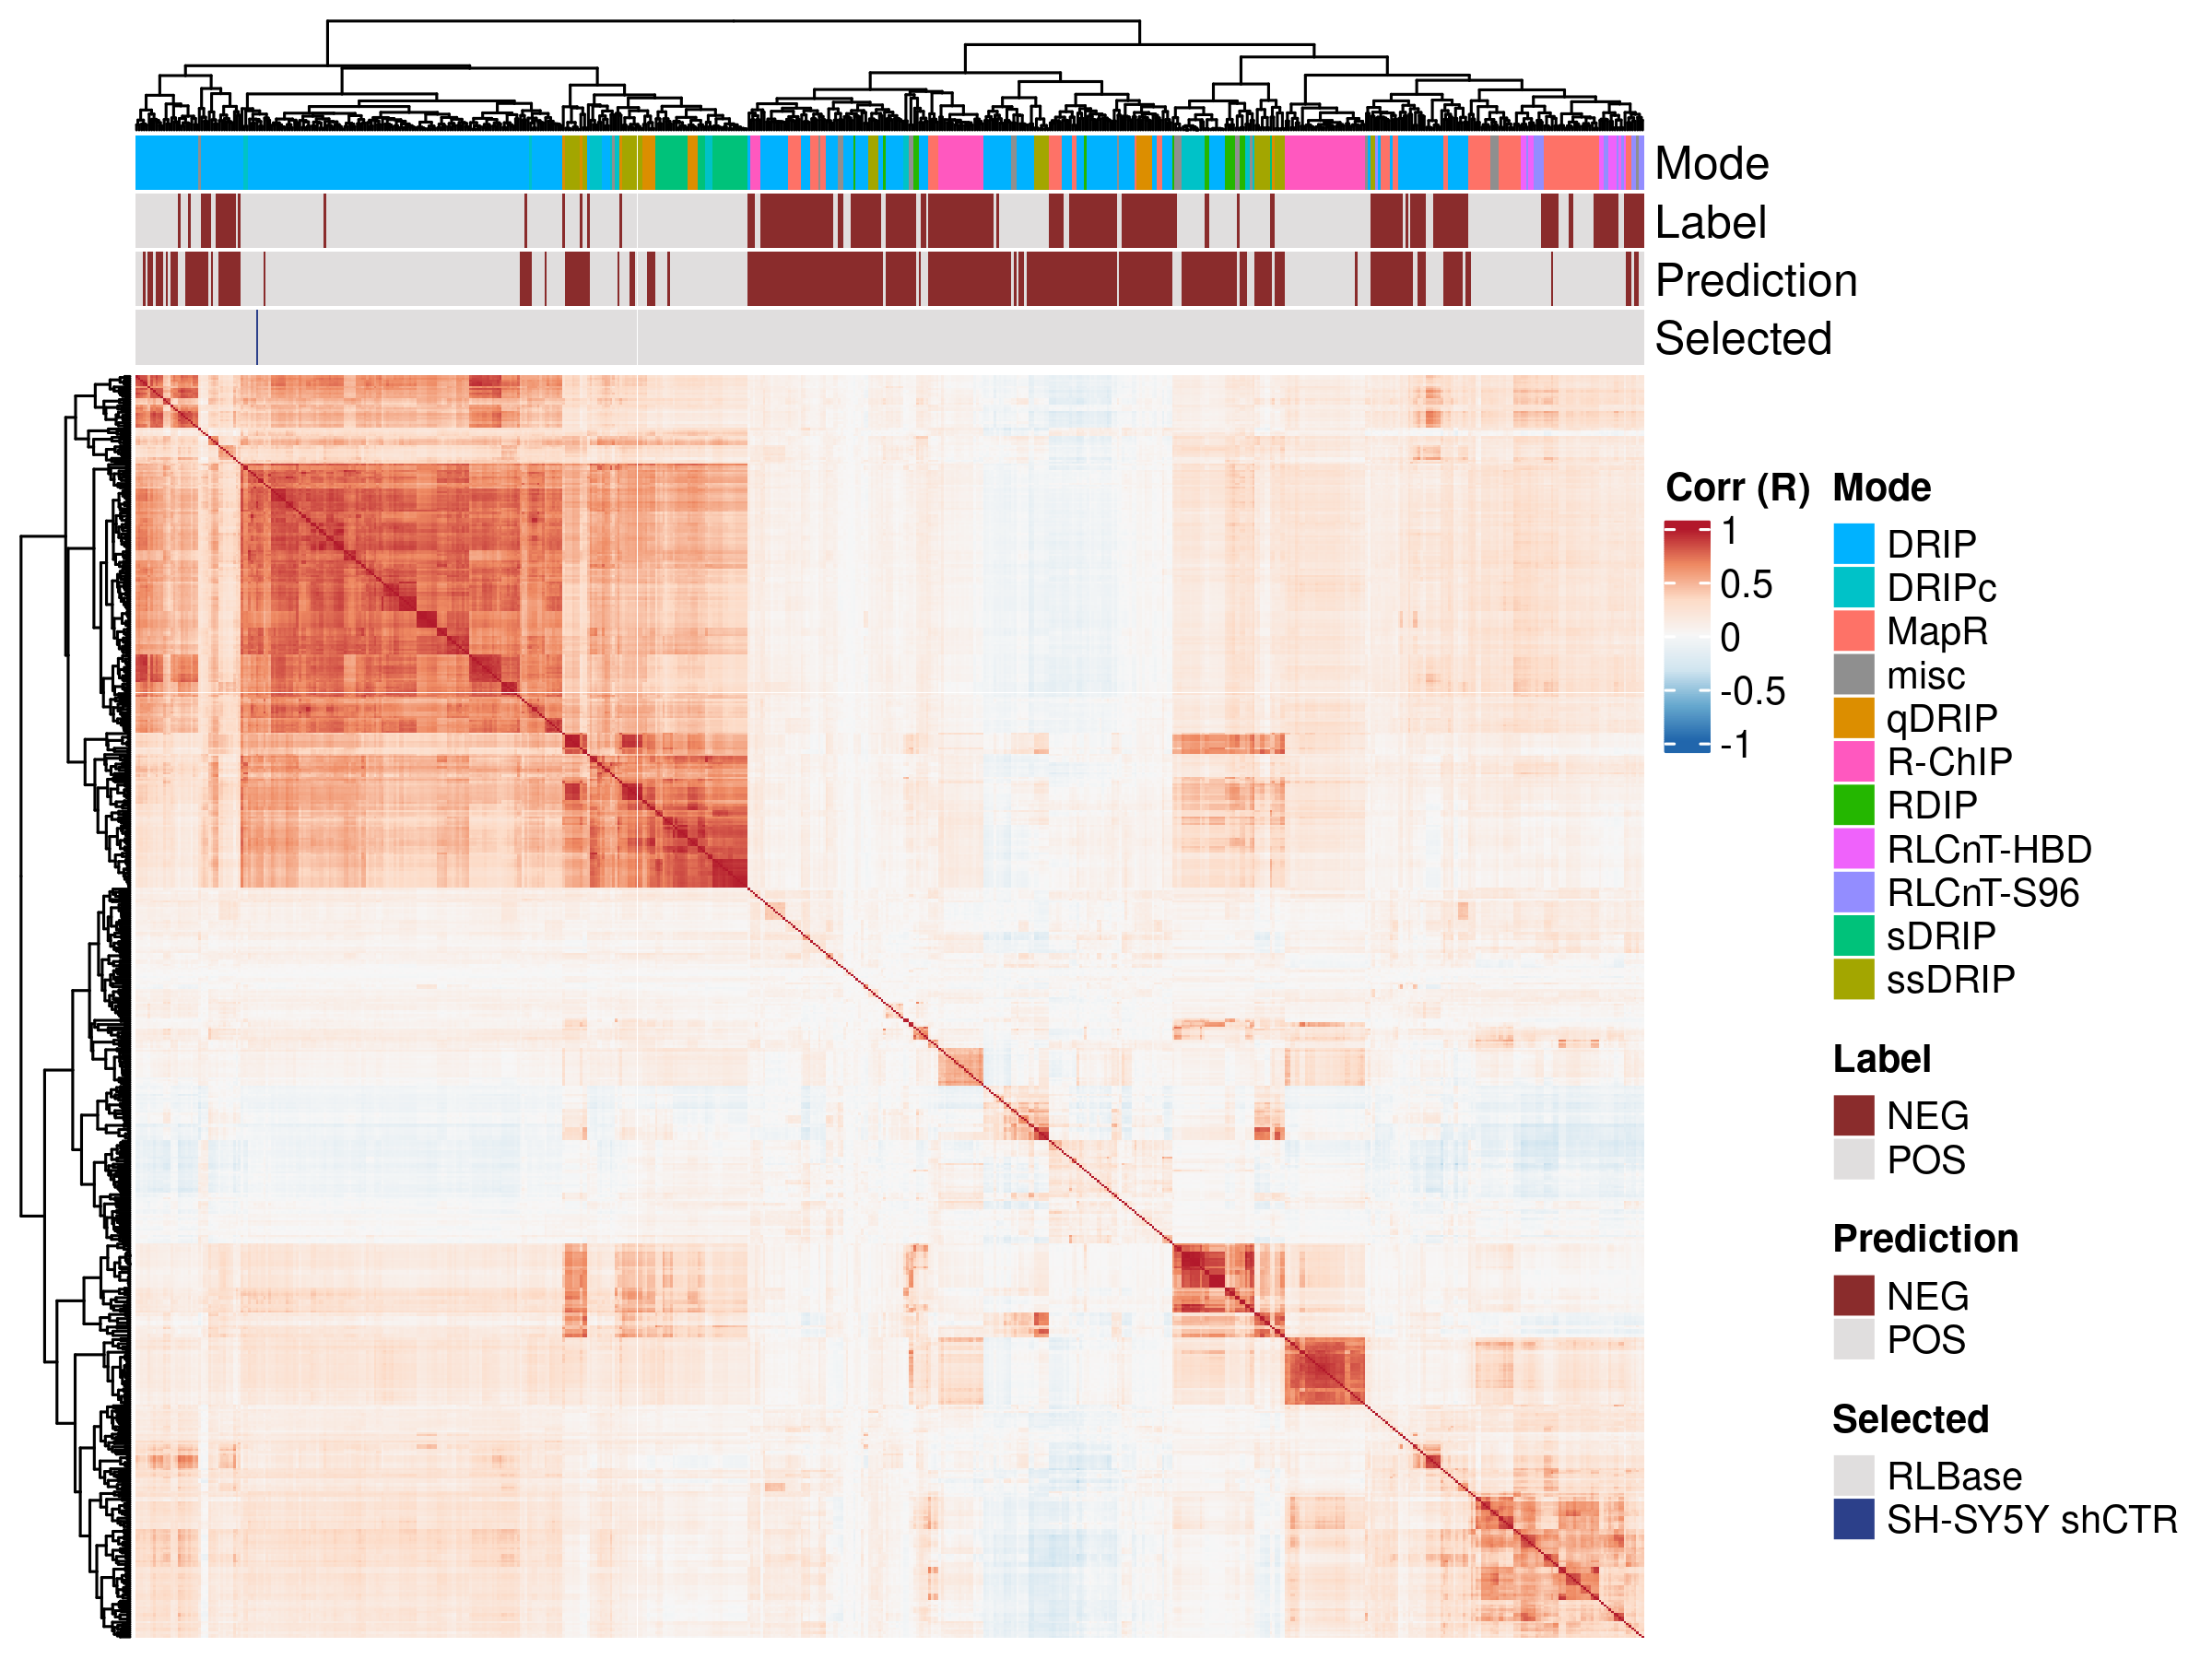 Mode
Label
Prediction
Selected
Corr (R)
1
0.5
0
-0.5
-1
Mode
DRIP
DRIPc
MapR
misc
qDRIP
R-ChIP
RDIP
RLCnT-HBD
RLCnT-S96
sDRIP
ssDRIP
Label
NEG
POS
Prediction
NEG
POS
Selected
RLBase
SH-SY5Y shCTR